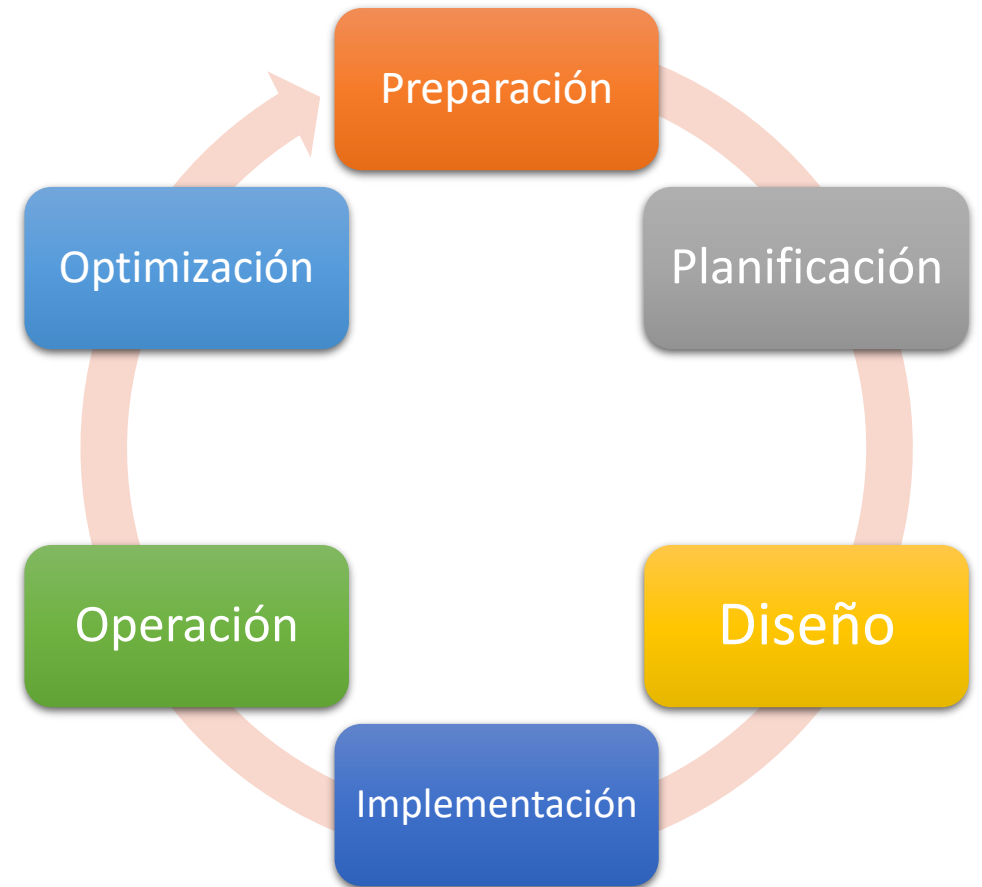 Preparación
Planificación
Diseño
Implementación
Operación
Optimización